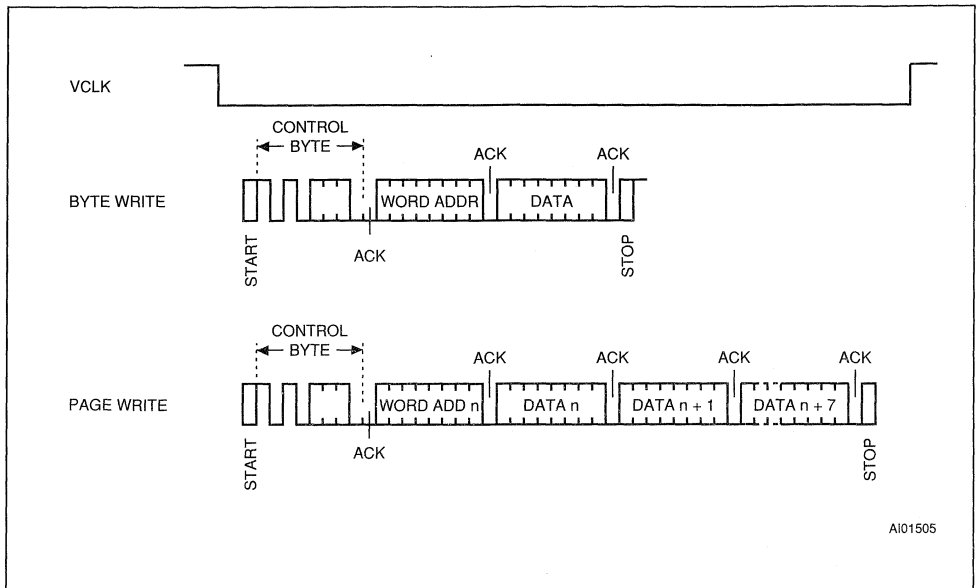 VCLK
CONTROL
BYTE
ACK
ACK
BYTE WRITE
WORD ADDR
DATA
START
ACK
STOP
CONTROL
BYTE
ACK
ACK
ACK
ACK
PAGE WRITE
WORD ADD n
DATA n
DATA n + 1
DATA n + 7
START
ACK
STOP
AI01505